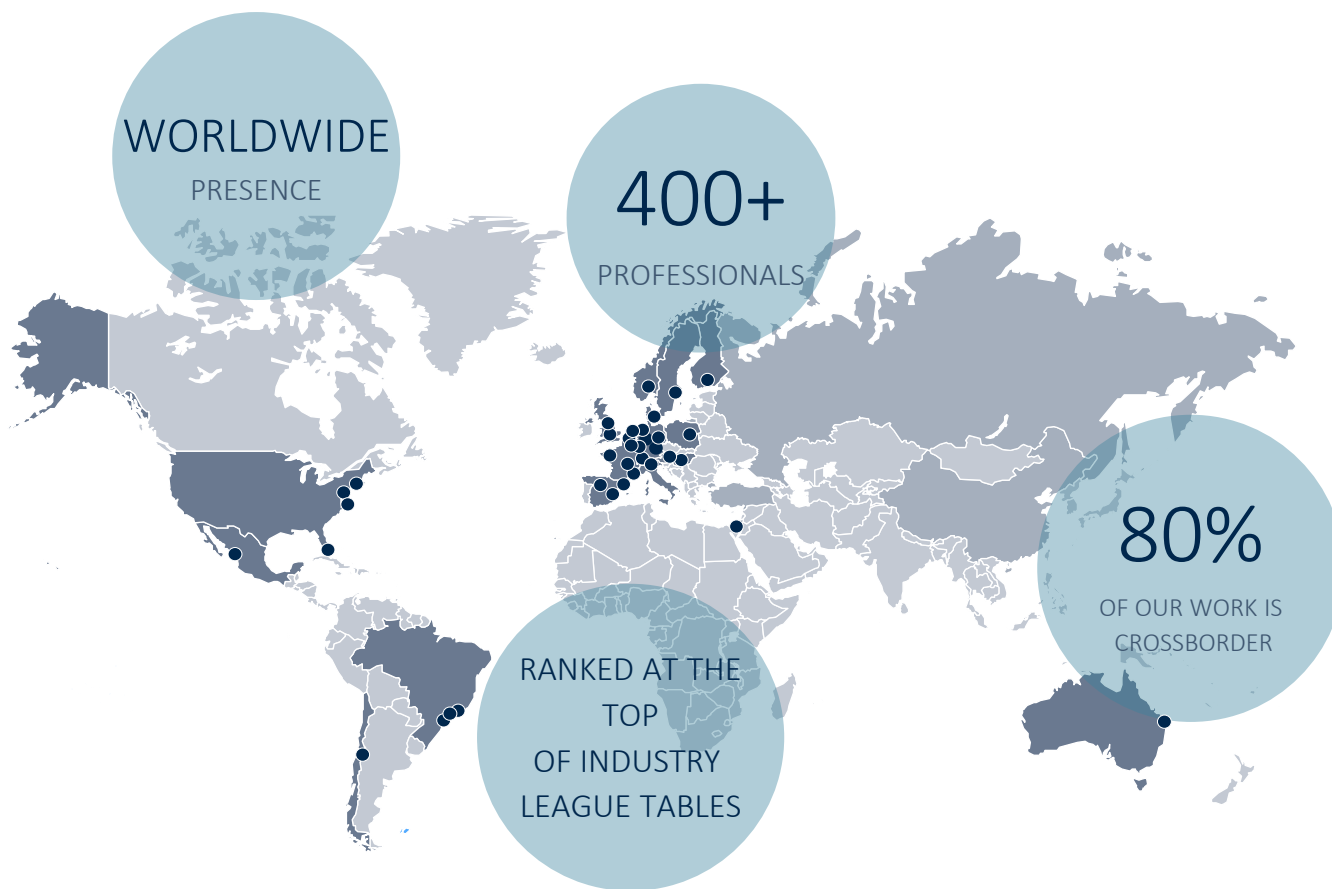 WORLDWIDE
PRESENCE
400+
PROFESSIONALS
80%
OF OUR WORK IS
CROSSBORDER
RANKED AT THE
TOP
OF INDUSTRY
LEAGUE TABLES